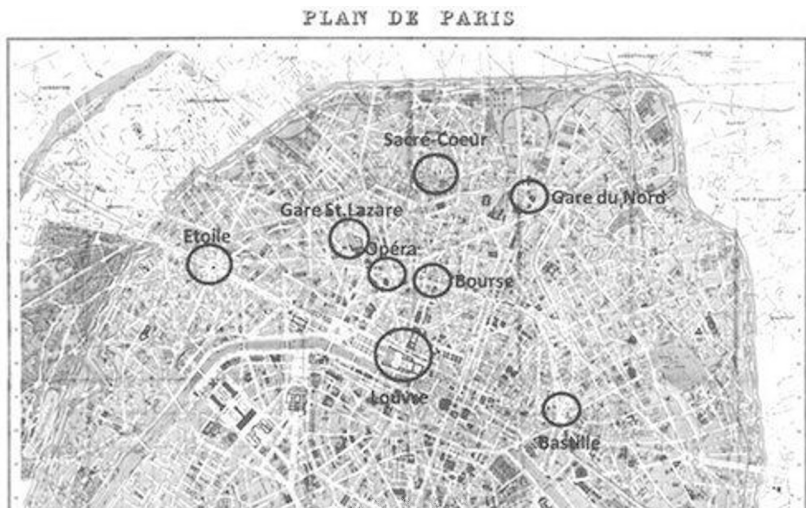 PLAN DE PARIS
Sacré-Coeur
Gare du Nord
Gare St.Lazare
Etoile
Opéra
Bourse
Louvre
Bastille